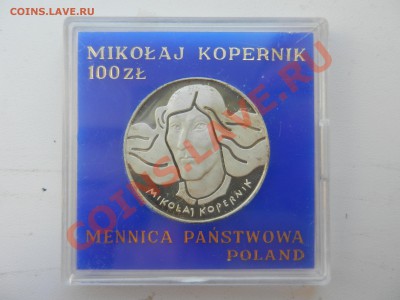 COINS.LAVE.RU
MIKOŁAJ KOPERNIK
100 ZŁ
MIKOŁAJ KOPERNIK
MENNICA PAŃSTWOWA
POLAND
COINS.LAVE.RU